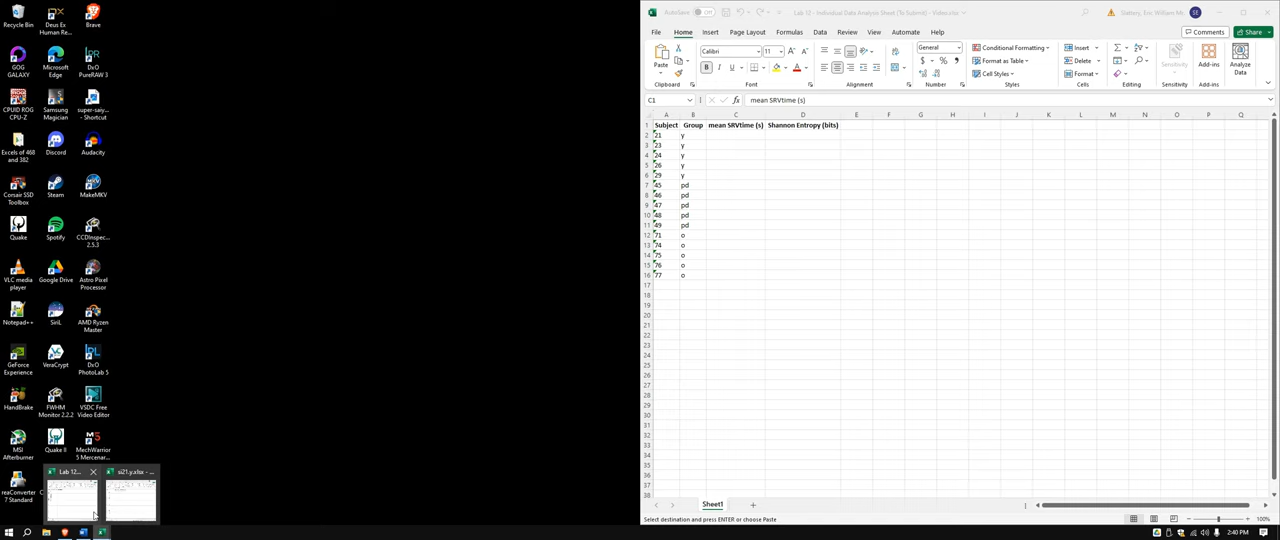 Recycle Bin
Deus Ex
Human Re...
Brave
GOG
GALAXY
Microsoft
Edge
DxO
PureRAW 3
CPUID ROG
CPU-Z
Samsung
Magician
super-saiy...
- Shortcut
Excels of 468
and 382
Discord
Audacity
Corsair SSD
Toolbox
Steam
MakeMKV
Quake
Spotify
CCDInspec...
2.5.3
VLC media
player
Google Drive
Astro Pixel
Processor
Notepad++
SiriL
AMD Ryzen
Master
GeForce
Experience
VeraCrypt
DxO
PhotoLab 5
HandBrake
FWHM
Monitor 2.2.2
VSDC Free
Video Editor
MSI
Afterburner
Quake II
MechWarrior
5 Mercenar...
reaConverter
7 Standard
Lab 12...
si21.y.xlsx - ...
AutoSave
Off
Lab 12 - Individual Data Analysis Sheet (To Submit) - Video.xlsx
Slattery, Eric William Mc...
SE
File
Home
Insert
Page Layout
Formulas
Data
Review
View
Automate
Help
Comments
Share
Paste
Clipboard
Calibri
11
B I U
Font
Alignment
General
$ % 9
Number
Conditional Formatting
Format as Table
Cell Styles
Styles
Insert
Delete
Format
Cells
Editing
Sensitivity
Sensitivity
Add-ins
Add-ins
Analyze
Data
C1
fx
mean SRVtime (s)
A B C D E F G H I J K L M N O P Q
1 Subject Group mean SRVtime (s) Shannon Entropy (bits)
2 21 y
3 23 y
4 24 y
5 26 y
6 29 y
7 45 pd
8 46 pd
9 47 pd
10 48 pd
11 49 pd
12 71 o
13 74 o
14 75 o
15 76 o
16 77 o
17
18
19
20
21
22
23
24
25
26
27
28
29
30
31
32
33
34
35
36
37
38
Sheet1
Select destination and press ENTER or choose Paste
100%
2:40 PM